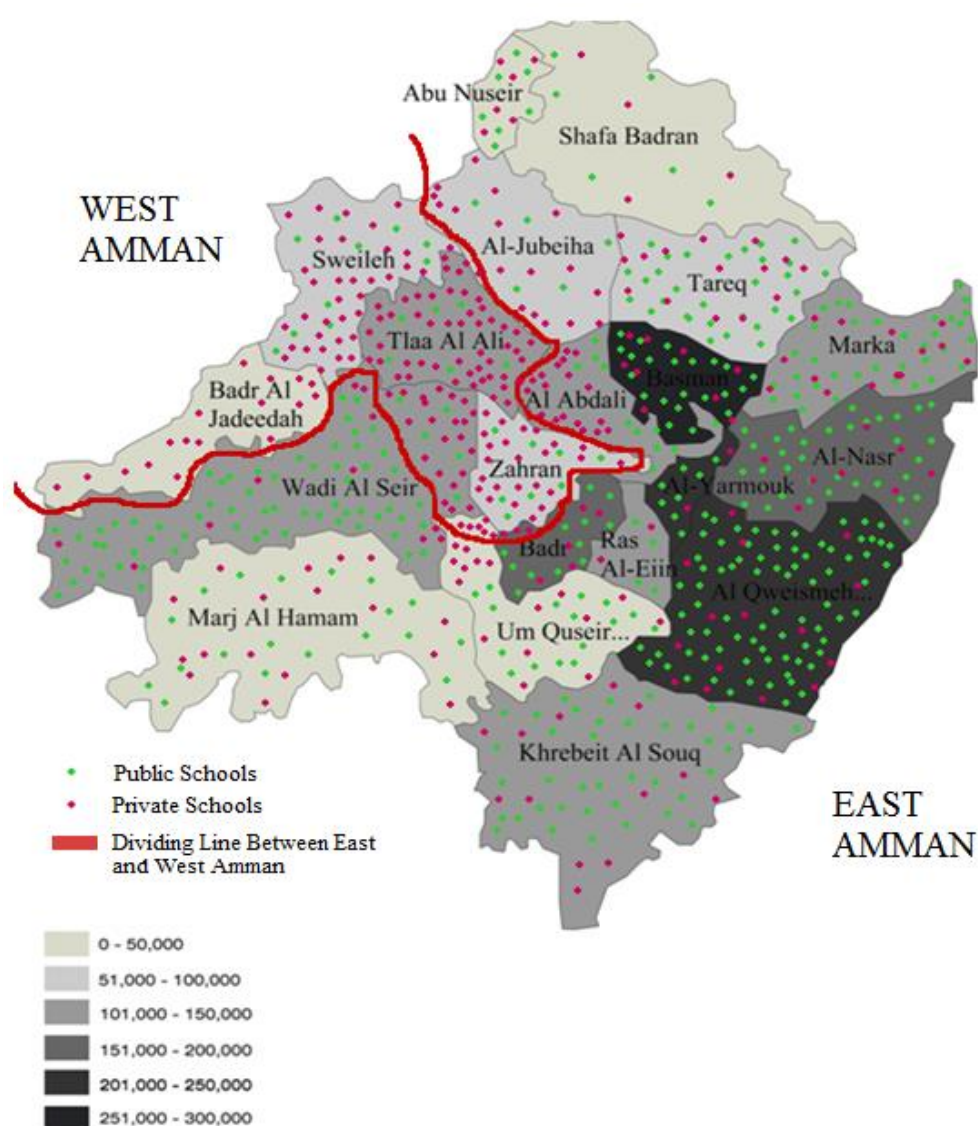 Abu Nuseir
Shafa Badran
WEST
AMMAN
Al-Jubeiha
Sweileh
Tareq
Tlaa Al Ali
Marka
Basman
Badr Al
Jadeedah
Al Abdali
Zahran
Al-Nasr
Wadi Al Seir
Al-Yarmouk
Badr
Ras
Al-Eiin
Al Qweismeh...
Marj Al Hamam
Um Quseir...
Khrebeit Al Souq
Public Schools
Private Schools
Dividing Line Between East
and West Amman
EAST
AMMAN
0 - 50,000
51,000 - 100,000
101,000 - 150,000
151,000 - 200,000
201,000 - 250,000
251,000 - 300,000